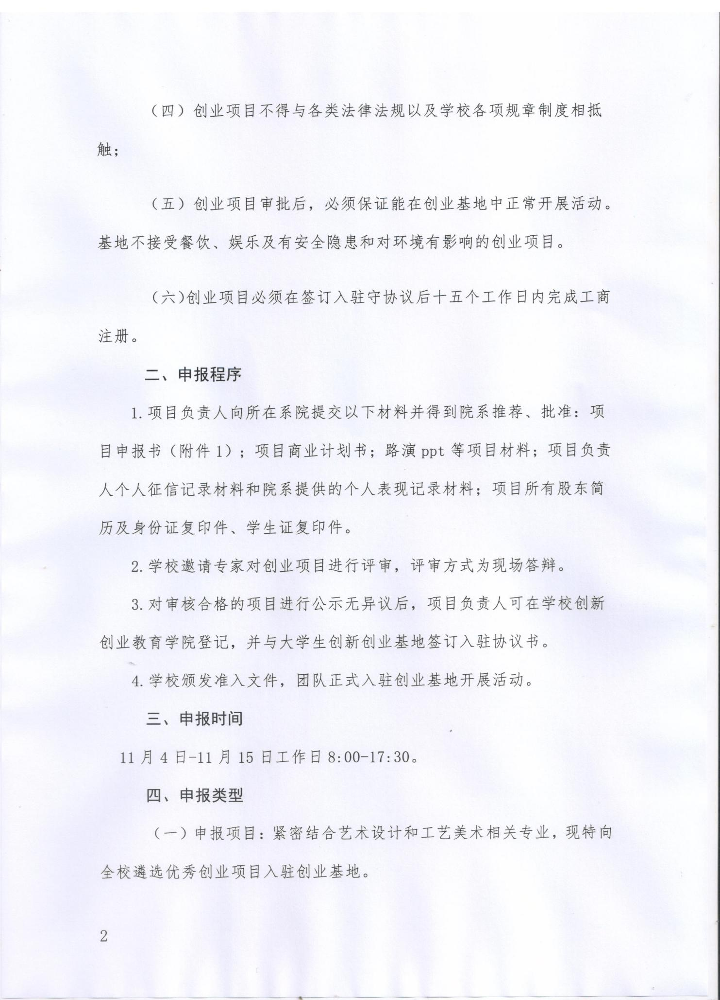 （四）创业项目不得与各类法律法规以及学校各项规章制度相抵
触；
（五）创业项目审批后，必须保证能在创业基地中正常开展活动。
基地不接受餐饮、娱乐及有安全隐患和对环境有影响的创业项目。
（六)创业项目必须在签订入驻守协议后十五个工作日内完成工商
注册。
二、申报程序
1.项目负责人向所在系院提交以下材料并得到院系推荐、批准：项
目申报书（附件1）；项目商业计划书；路演ppt等项目材料；项目负责
人个人征信记录材料和院系提供的个人表现记录材料；项目所有股东简
历及身份证复印件、学生证复印件。
2.学校邀请专家对创业项目进行评审，评审方式为现场答辩。
3.对审核合格的项目进行公示无异议后，项目负责人可在学校创新
创业教育学院登记，并与大学生创新创业基地签订入驻协议书。
4.学校颁发准入文件，团队正式入驻创业基地开展活动。
三、申报时间
11月4日-11月15日工作日8:00-17:30。
四、申报类型
（一）申报项目：紧密结合艺术设计和工艺美术相关专业，现特向
全校遴选优秀创业项目入驻创业基地。
2